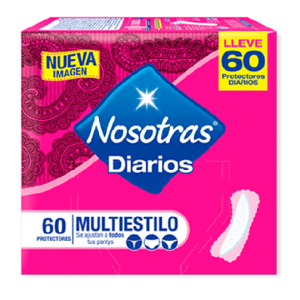 NUEVA
IMAGEN
LLEVE
60
Protectores
DIARIOS
Nosotras®
Diarios
60
PROTECTORES
MULTIESTILO
Se ajustan a todos
tus pantys